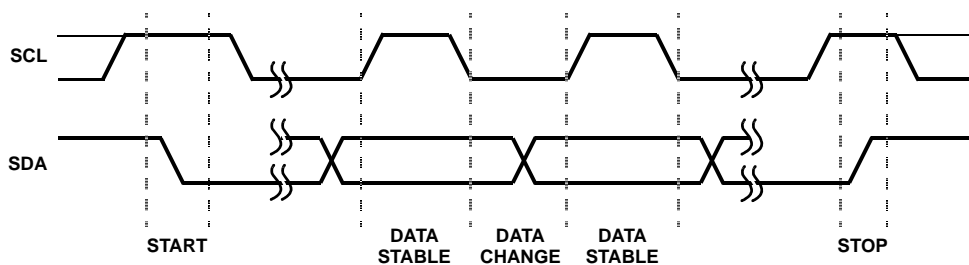 SCL
SDA
START
DATA
STABLE
DATA
CHANGE
DATA
STABLE
STOP